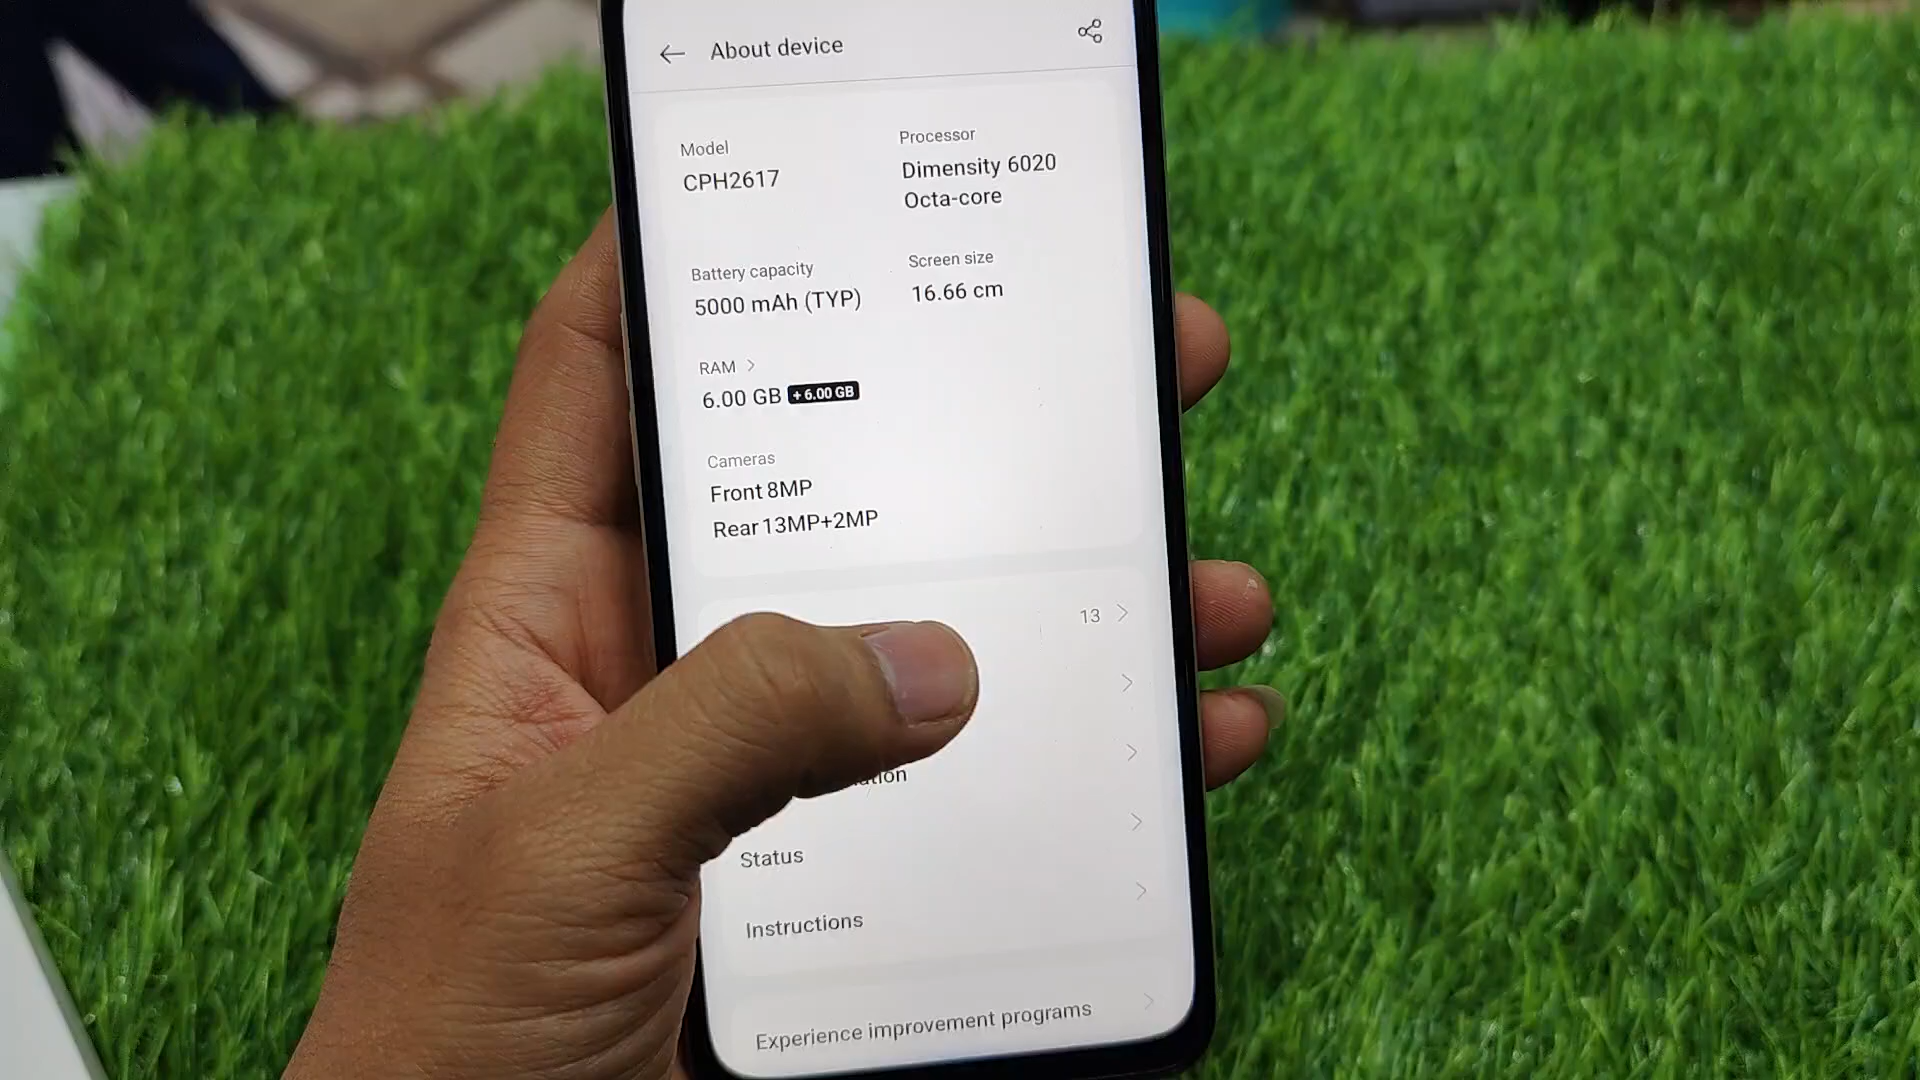 About device
Model
CPH2617
Processor
Dimensity 6020
Octa-core
Battery capacity
5000 mAh (TYP)
Screen size
16.66 cm
RAM
6.00 GB +6.00 GB
Cameras
Front 8MP
Rear 13MP+2MP
13
Status
Instructions
Experience improvement programs